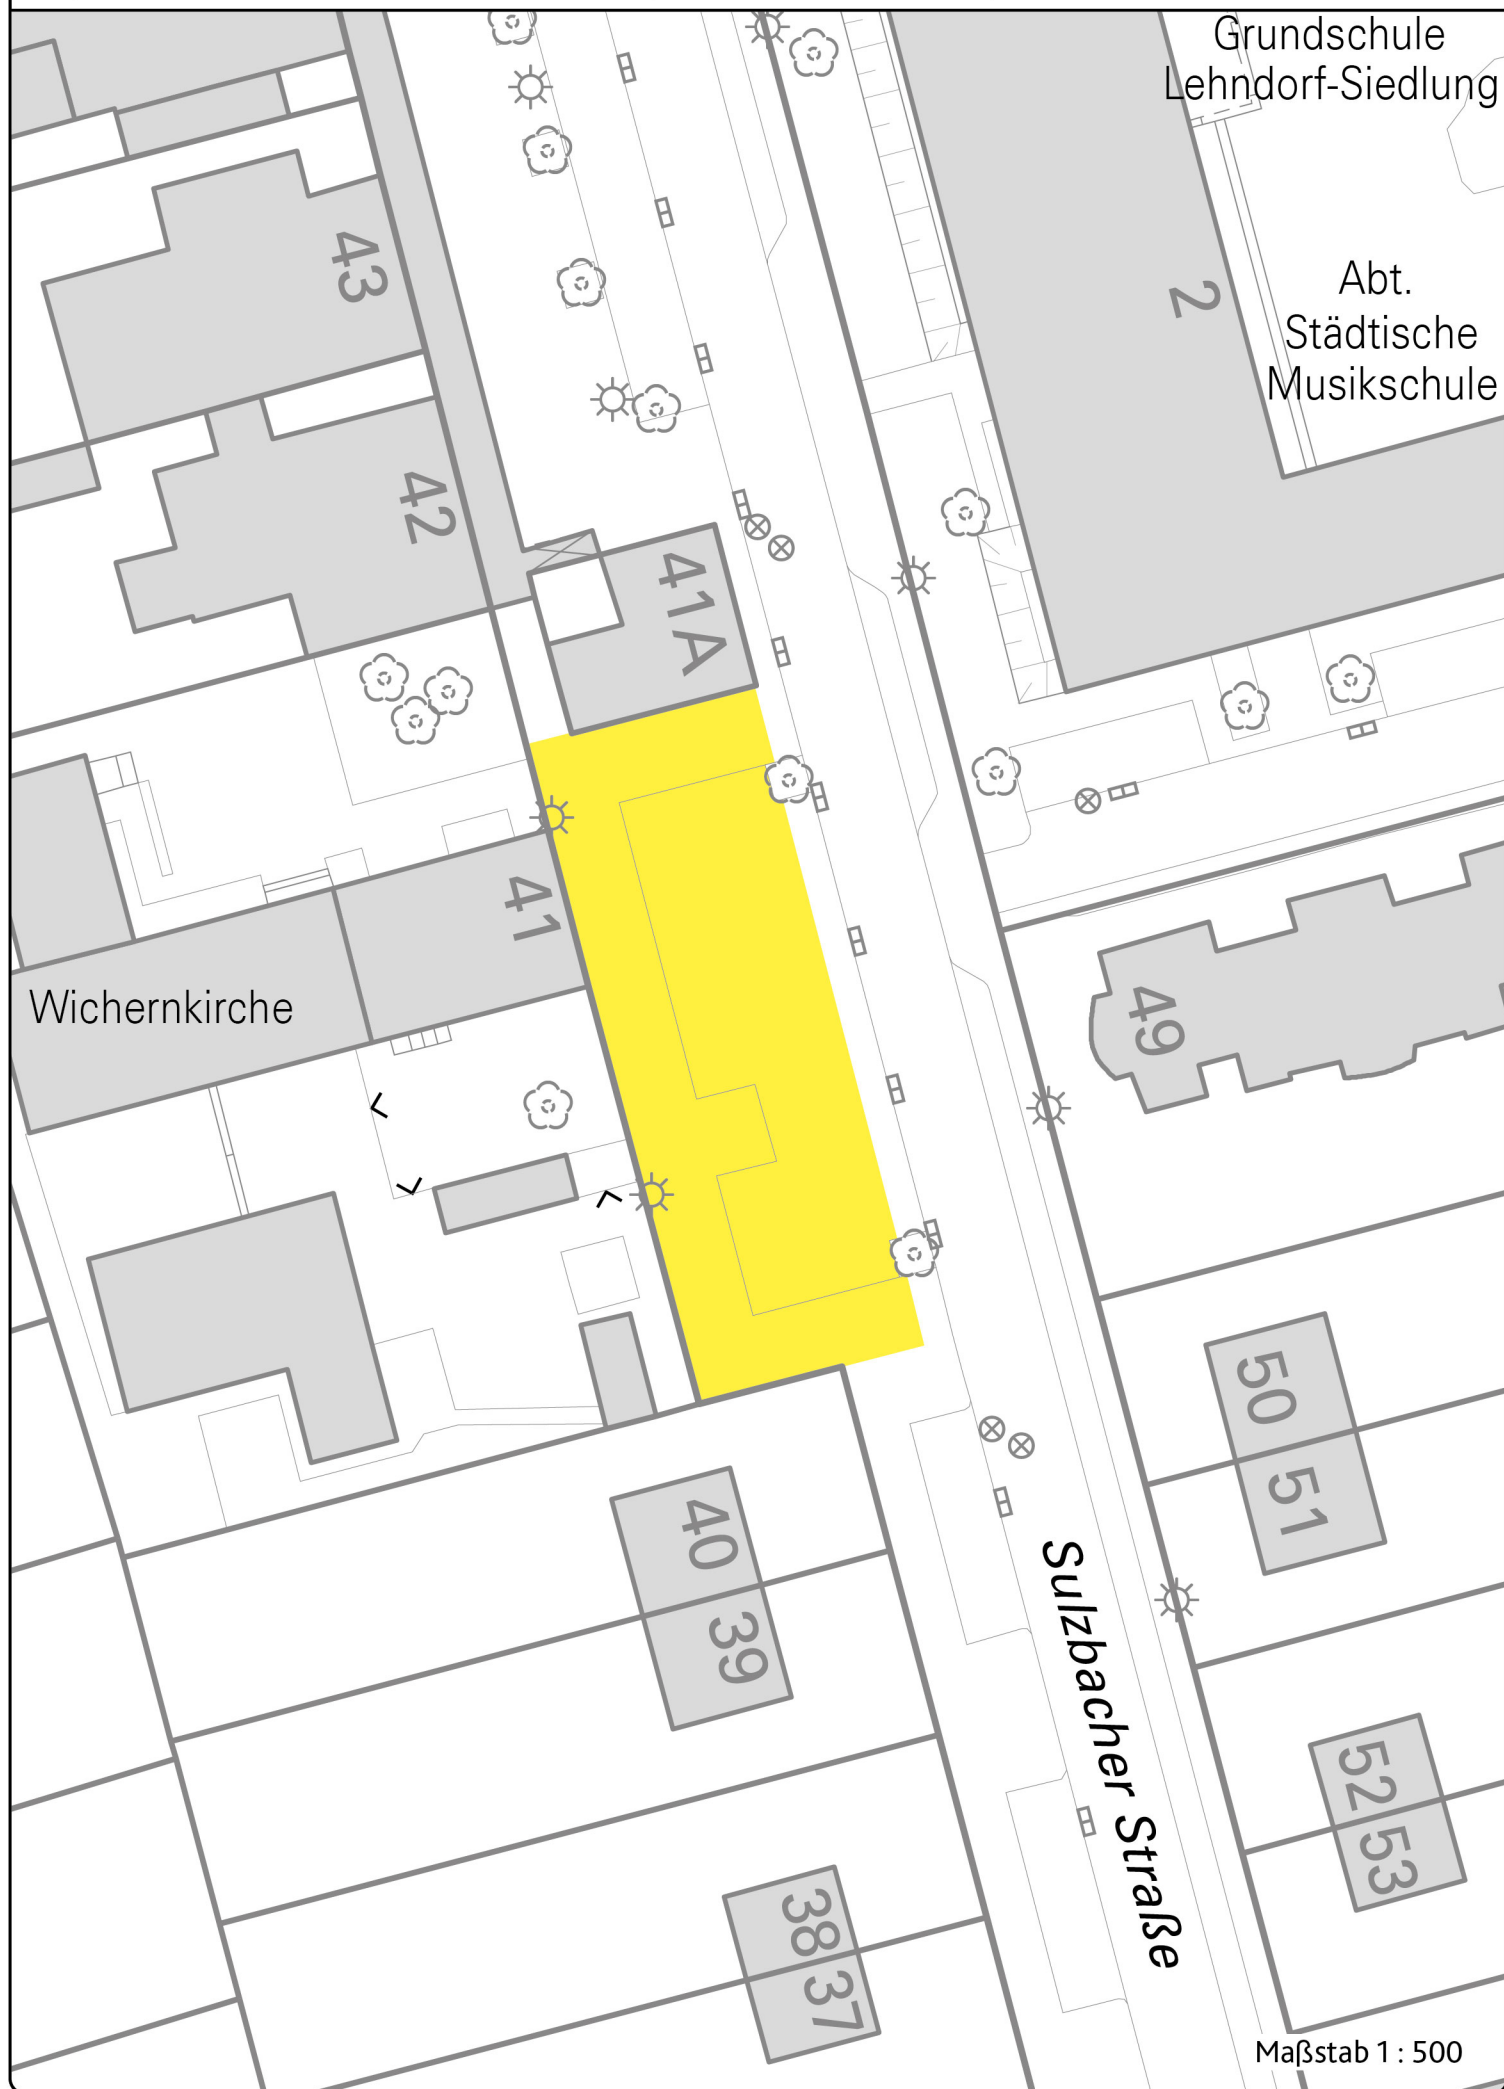 Grundschule
Lehndorf-Siedlung
43
2
Abt.
Städtische
Musikschule
42
41A
41
Wichernkirche
49
50
51
40
39
Sulzbacher Straße
52
53
38
37
Maßstab 1 : 500